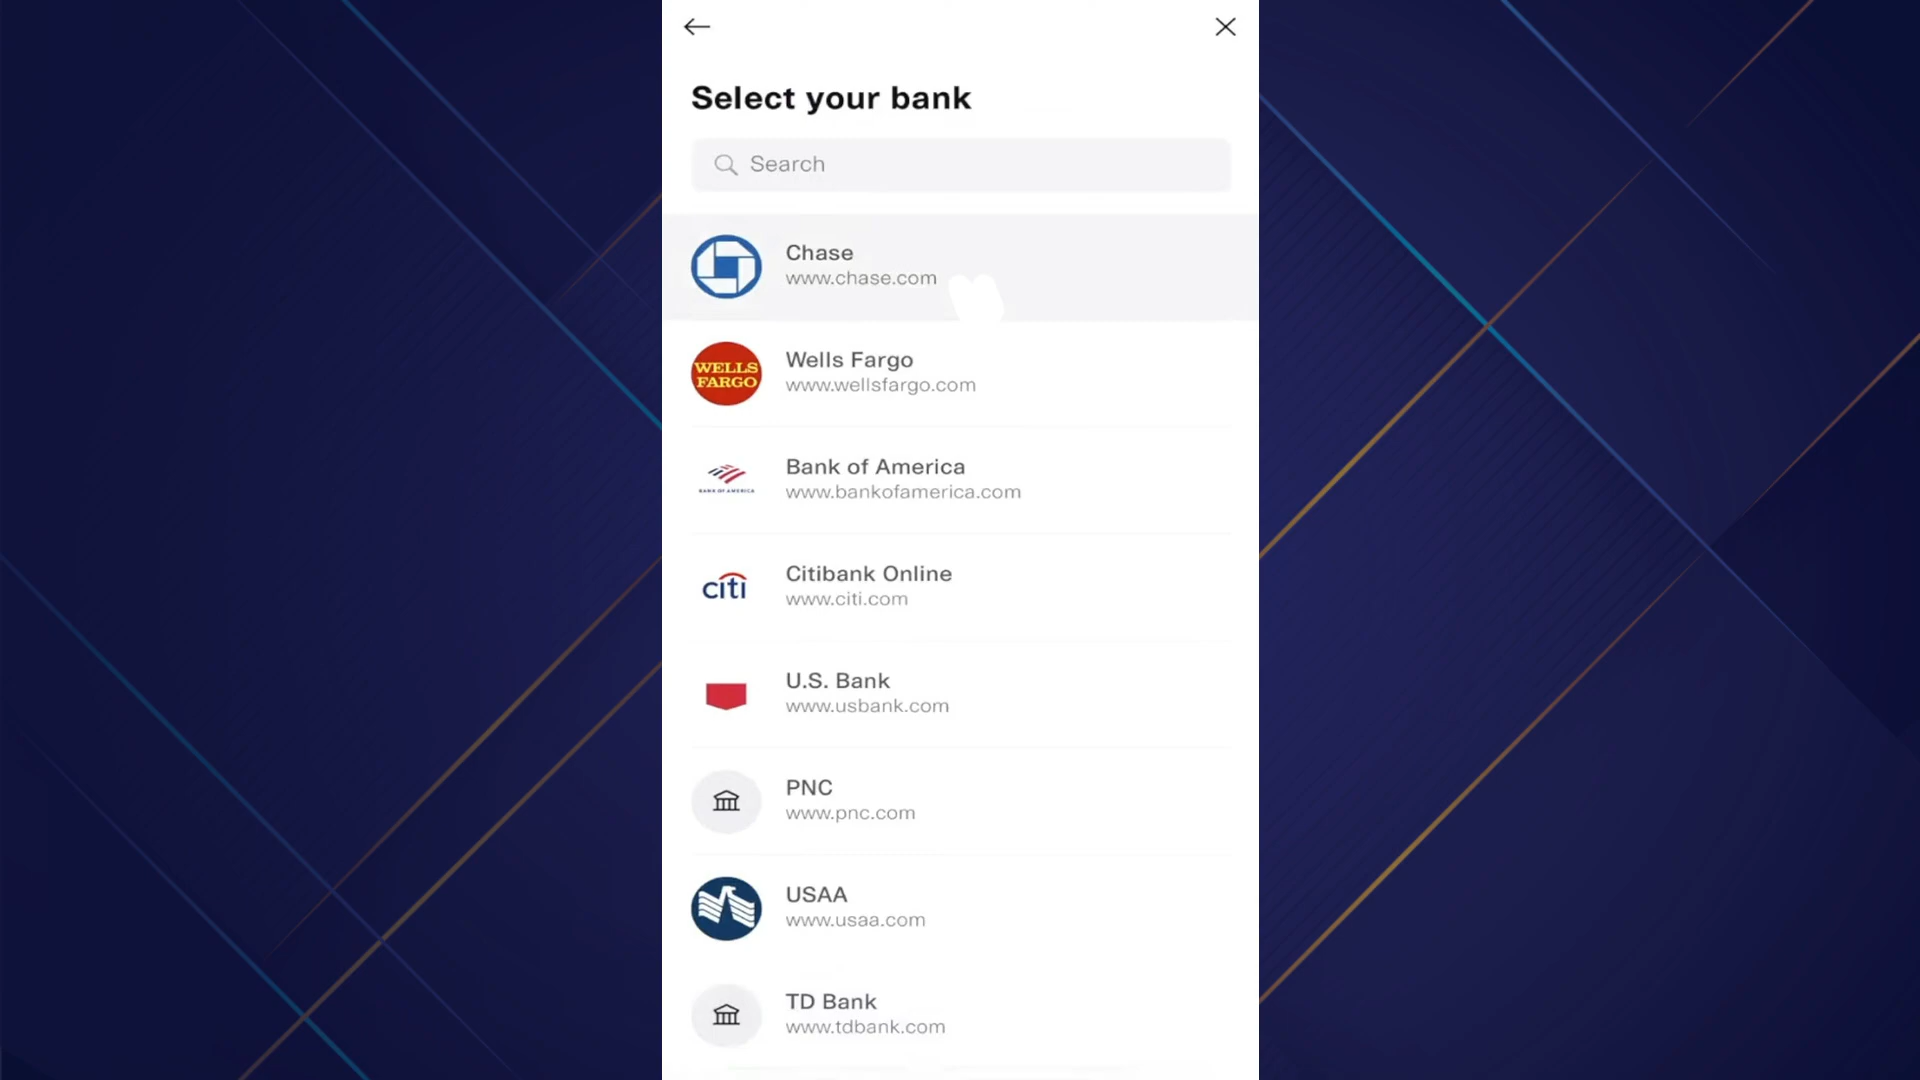 Select your bank
Search
Chase
www.chase.com
WELLS
FARGO
Wells Fargo
www.wellsfargo.com
BANK OF AMERICA
Bank of America
www.bankofamerica.com
citi
Citibank Online
www.citi.com
U.S. Bank
www.usbank.com
PNC
www.pnc.com
USAA
www.usaa.com
TD Bank
www.tdbank.com